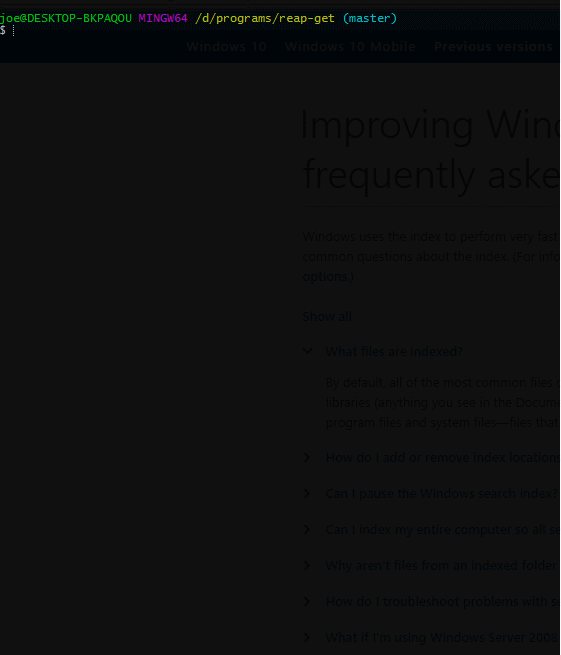 joe@DESKTOP-BKPAQOU MINGW64 /d/programs/reap-get (master)
$
Windows 10 Windows 10 Mobile Previous versions
Improving Wind
frequently aske
Windows uses the index to perform very fast
common questions about the index. (For info
options.)
Show all
What files are indexed?
By default, all of the most common files
libraries (anything you see in the Docume
program files and system files—files that
How do I add or remove index locations
Can I pause the Windows search index?
Can I index my entire computer so all se
Why aren't files from an indexed folder
How do I troubleshoot problems with s
What if I'm using Windows Server 2008